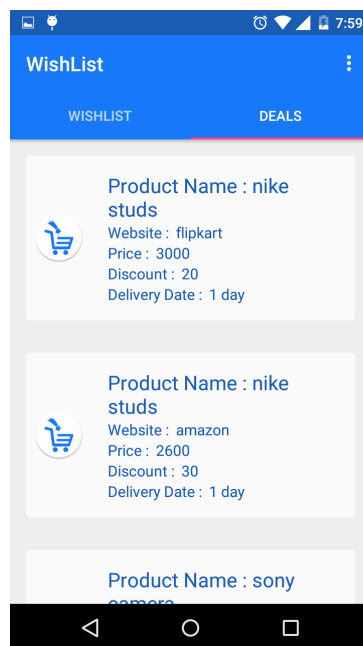 7:59
WishList
WISHLIST DEALS
Product Name : nike
studs
Website : flipkart
Price : 3000
Discount : 20
Delivery Date : 1 day
Product Name : nike
studs
Website : amazon
Price : 2600
Discount : 30
Delivery Date : 1 day
Product Name : sony
camera